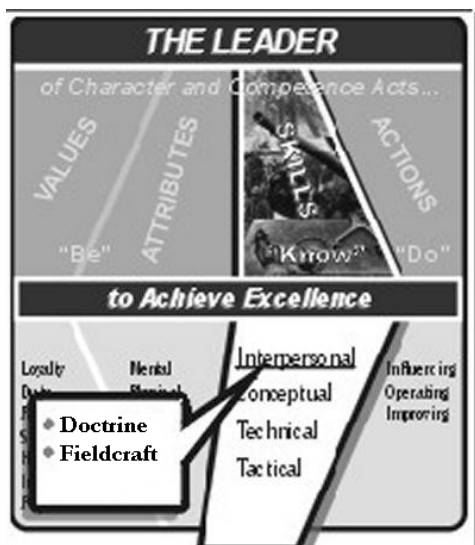 THE LEADER
of Character and Competence Acts...
VALUES
ATTRIBUTES
SKILLS
ACTIONS
"Be"
"Know"
"Do"
to Achieve Excellence
Loyalty
Mental
Interpersonal
Conceptual
Technical
Tactical
Influencing
Operating
Improving
• Doctrine
• Fieldcraft